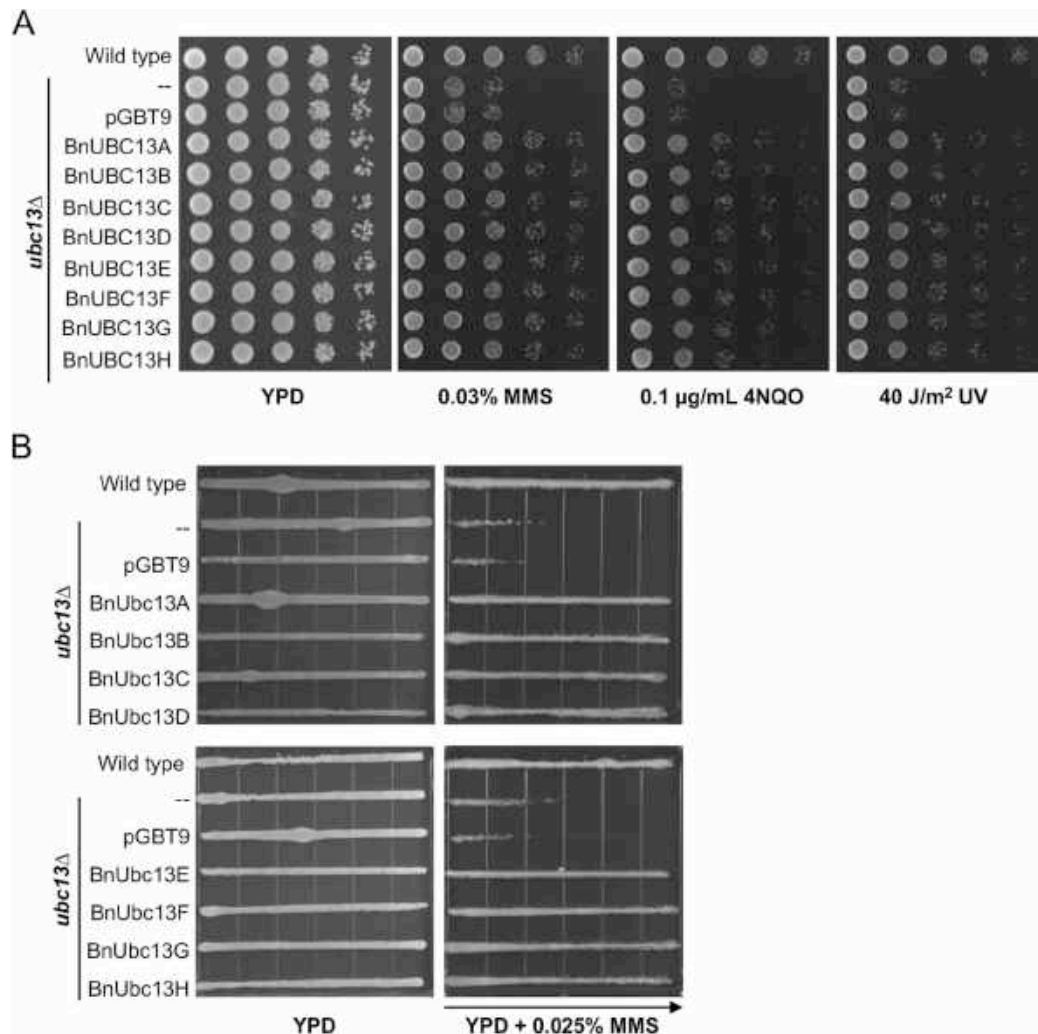 A
Wild type
--
pGBT9
BnUBC13A
BnUBC13B
BnUBC13C
BnUBC13D
BnUBC13E
BnUBC13F
BnUBC13G
BnUBC13H
ubc13Δ
YPD
0.03% MMS
0.1 µg/mL 4NQO
40 J/m² UV
B
Wild type
--
pGBT9
BnUbc13A
BnUbc13B
BnUbc13C
BnUbc13D
ubc13Δ
Wild type
--
pGBT9
BnUbc13E
BnUbc13F
BnUbc13G
BnUbc13H
ubc13Δ
YPD
YPD + 0.025% MMS